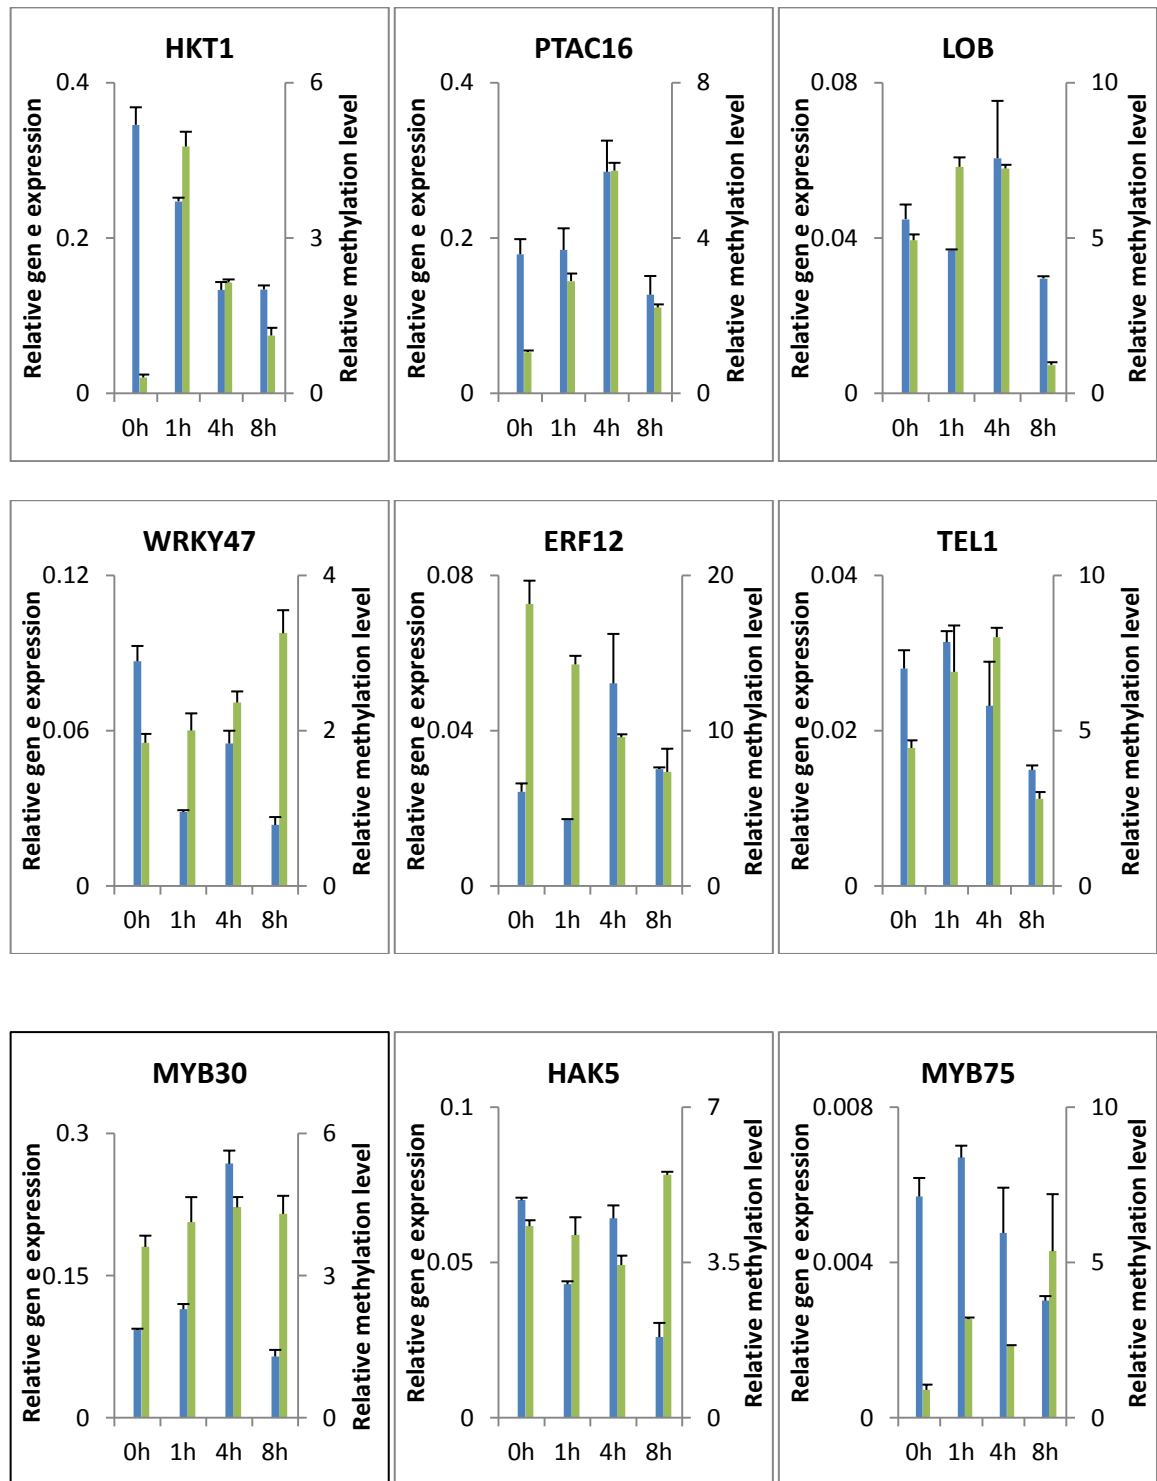 HKT1
Relative gen e expression
0.4
0.2
0
6
3
0
Relative methylation level
0h 1h 4h 8h
PTAC16
Relative gen e expression
0.4
0.2
0
8
4
0
Relative methylation level
0h 1h 4h 8h
LOB
Relative gen e expression
0.08
0.04
0
10
5
0
Relative methylation level
0h 1h 4h 8h
WRKY47
Relative gen e expression
0.12
0.06
0
4
2
0
Relative methylation level
0h 1h 4h 8h
ERF12
Relative gen e expression
0.08
0.04
0
20
10
0
Relative methylation level
0h 1h 4h 8h
TEL1
Relative gen e expression
0.04
0.02
0
10
5
0
Relative methylation level
0h 1h 4h 8h
MYB30
Relative gen e expression
0.3
0.15
0
6
3
0
Relative methylation level
0h 1h 4h 8h
HAK5
Relative gen e expression
0.1
0.05
0
7
3.5
0
Relative methylation level
0h 1h 4h 8h
MYB75
Relative gen e expression
0.008
0.004
0
10
5
0
Relative methylation level
0h 1h 4h 8h